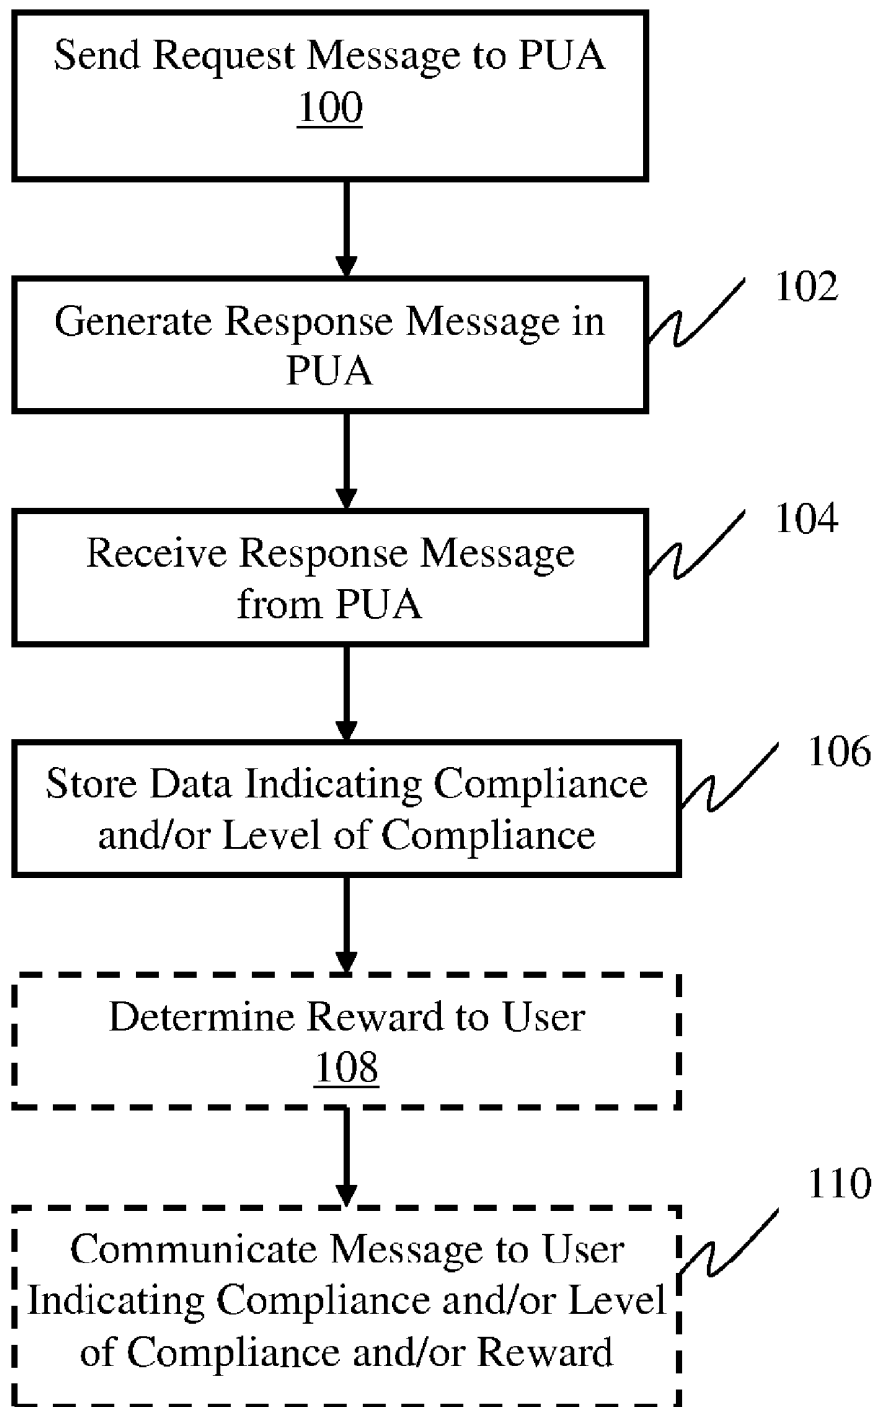 Send Request Message to PUA
100
Generate Response Message in
PUA
102
Receive Response Message
from PUA
104
Store Data Indicating Compliance
and/or Level of Compliance
106
Determine Reward to User
108
Communicate Message to User
Indicating Compliance and/or Level
of Compliance and/or Reward
110